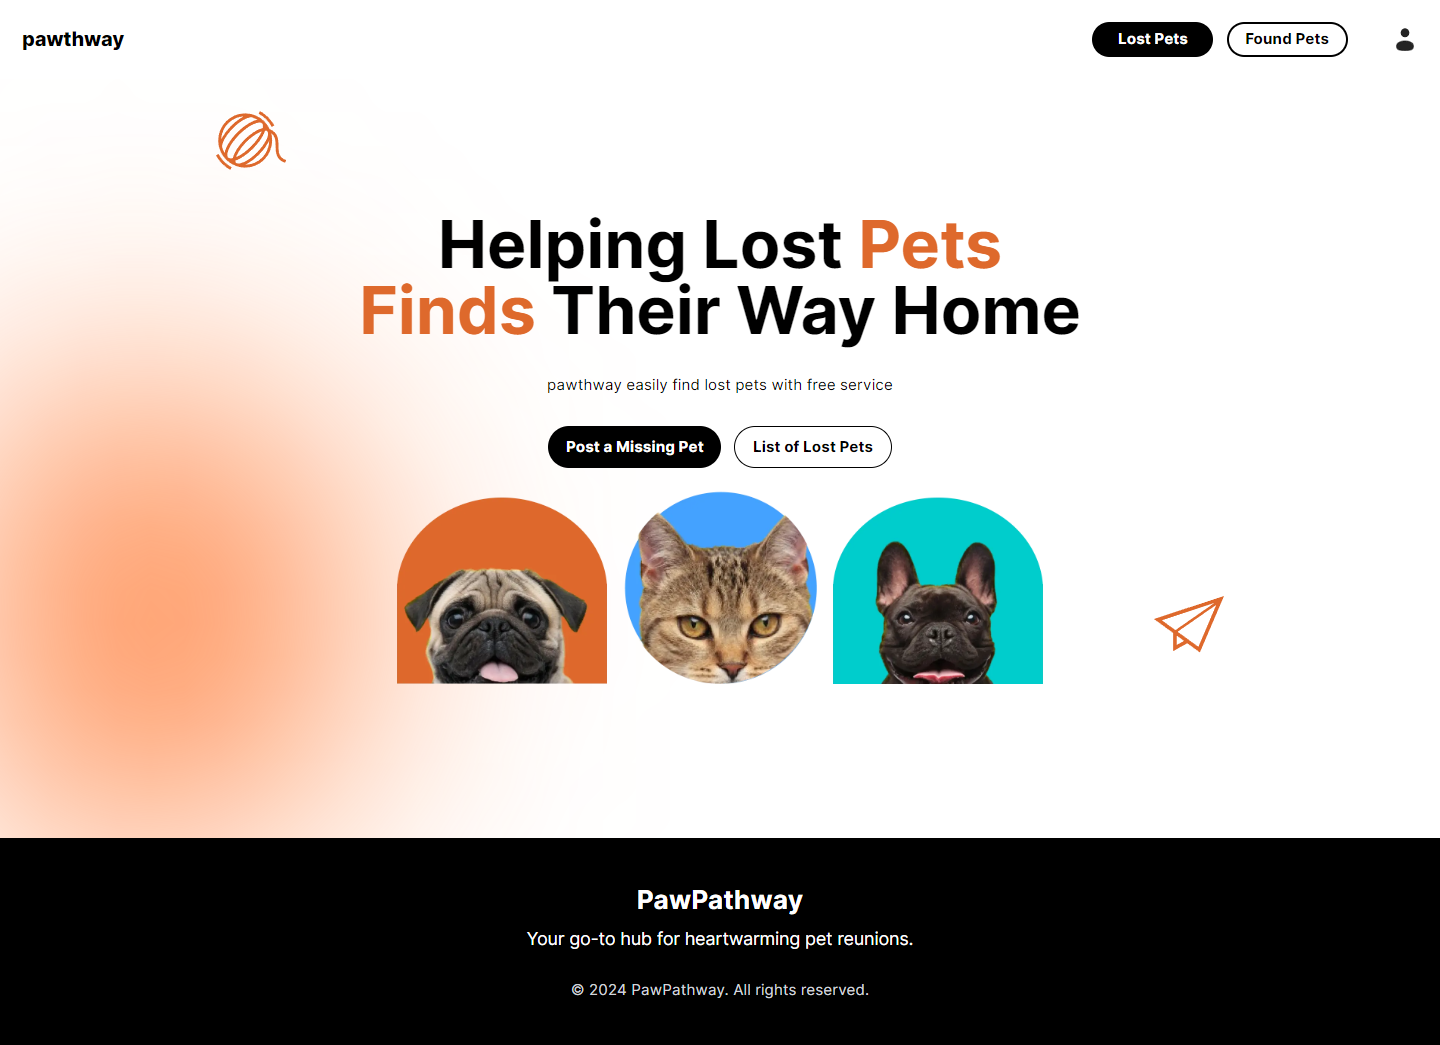 pawthway
Lost Pets
Found Pets
Helping Lost Pets
Finds Their Way Home
pawthway easily find lost pets with free service
Post a Missing Pet
List of Lost Pets
PawPathway
Your go-to hub for heartwarming pet reunions.
© 2024 PawPathway. All rights reserved.